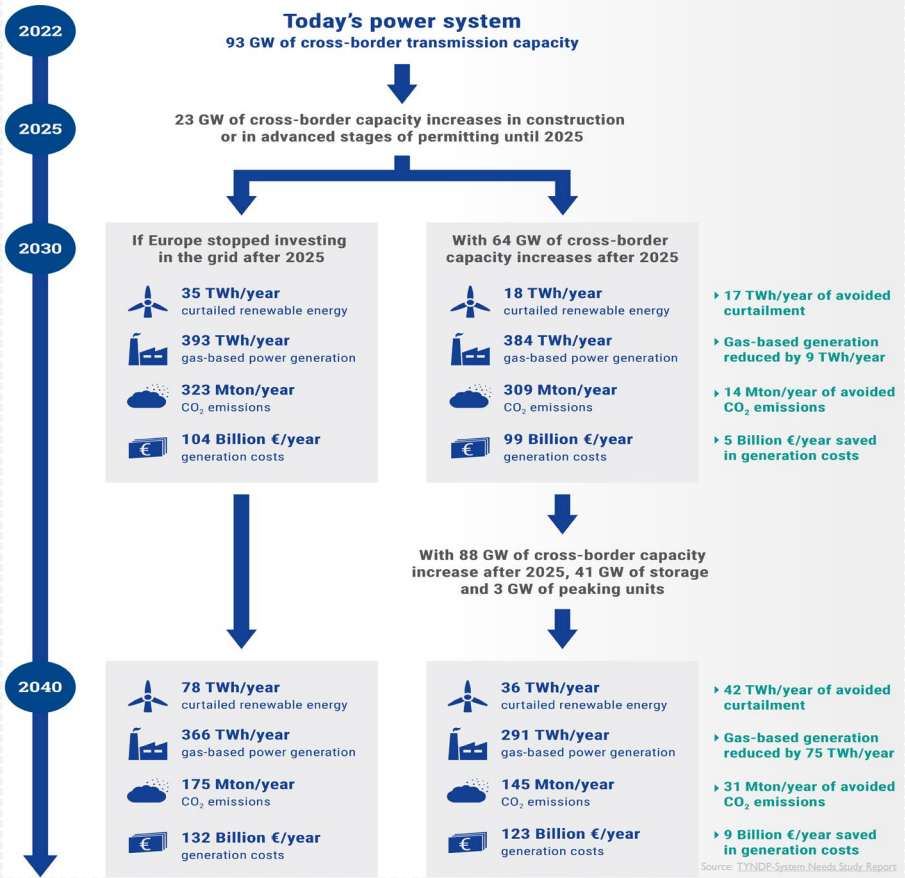 2022
Today's power system
93 GW of cross-border transmission capacity
2025
23 GW of cross-border capacity increases in construction
or in advanced stages of permitting until 2025
2030
If Europe stopped investing
in the grid after 2025
35 TWh/year
curtailed renewable energy
393 TWh/year
gas-based power generation
323 Mton/year
CO₂ emissions
€
104 Billion €/year
generation costs
With 64 GW of cross-border
capacity increases after 2025
18 TWh/year
curtailed renewable energy
384 TWh/year
gas-based power generation
309 Mton/year
CO₂ emissions
€
99 Billion €/year
generation costs
17 TWh/year of avoided
curtailment
Gas-based generation
reduced by 9 TWh/year
14 Mton/year of avoided
CO₂ emissions
5 Billion €/year saved
in generation costs
With 88 GW of cross-border capacity
increase after 2025, 41 GW of storage
and 3 GW of peaking units
2040
78 TWh/year
curtailed renewable energy
366 TWh/year
gas-based power generation
175 Mton/year
CO₂ emissions
€
132 Billion €/year
generation costs
36 TWh/year
curtailed renewable energy
291 TWh/year
gas-based power generation
145 Mton/year
CO₂ emissions
€
123 Billion €/year
generation costs
42 TWh/year of avoided
curtailment
Gas-based generation
reduced by 75 TWh/year
31 Mton/year of avoided
CO₂ emissions
9 Billion €/year saved
in generation costs
Source: TYNDP-System Needs Study Report